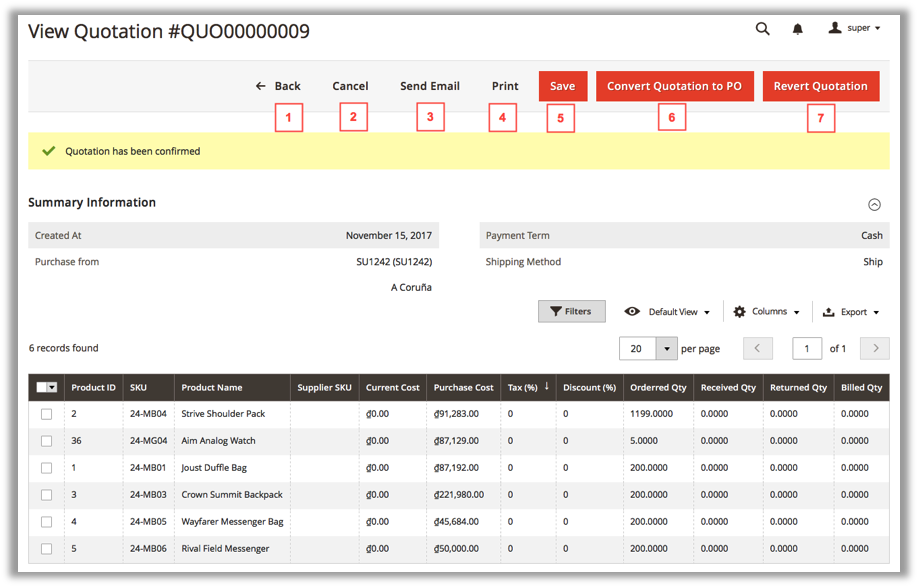 View Quotation #QUO00000009
super
Back Cancel Send Email Print Save Convert Quotation to PO Revert Quotation
1 2 3 4 5 6 7
Quotation has been confirmed
Summary Information
Created At November 15, 2017 Payment Term Cash
Purchase from SU1242 (SU1242) Shipping Method Ship
A Coruña
Filters Default View Columns Export
6 records found 20 per page 1 of 1
Product ID SKU Product Name Supplier SKU Current Cost Purchase Cost Tax (%) ↓ Discount (%) Orderred Qty Received Qty Returned Qty Billed Qty
2 24-MB04 Strive Shoulder Pack ₫0.00 ₫91,283.00 0 0 1199.0000 0.0000 0.0000 0.0000
36 24-MG04 Aim Analog Watch ₫0.00 ₫87,129.00 0 0 5.0000 0.0000 0.0000 0.0000
1 24-MB01 Joust Duffle Bag ₫0.00 ₫87,192.00 0 0 200.0000 0.0000 0.0000 0.0000
3 24-MB03 Crown Summit Backpack ₫0.00 ₫221,980.00 0 0 200.0000 0.0000 0.0000 0.0000
4 24-MB05 Wayfarer Messenger Bag ₫0.00 ₫45,684.00 0 0 200.0000 0.0000 0.0000 0.0000
5 24-MB06 Rival Field Messenger ₫0.00 ₫50,000.00 0 0 200.0000 0.0000 0.0000 0.0000